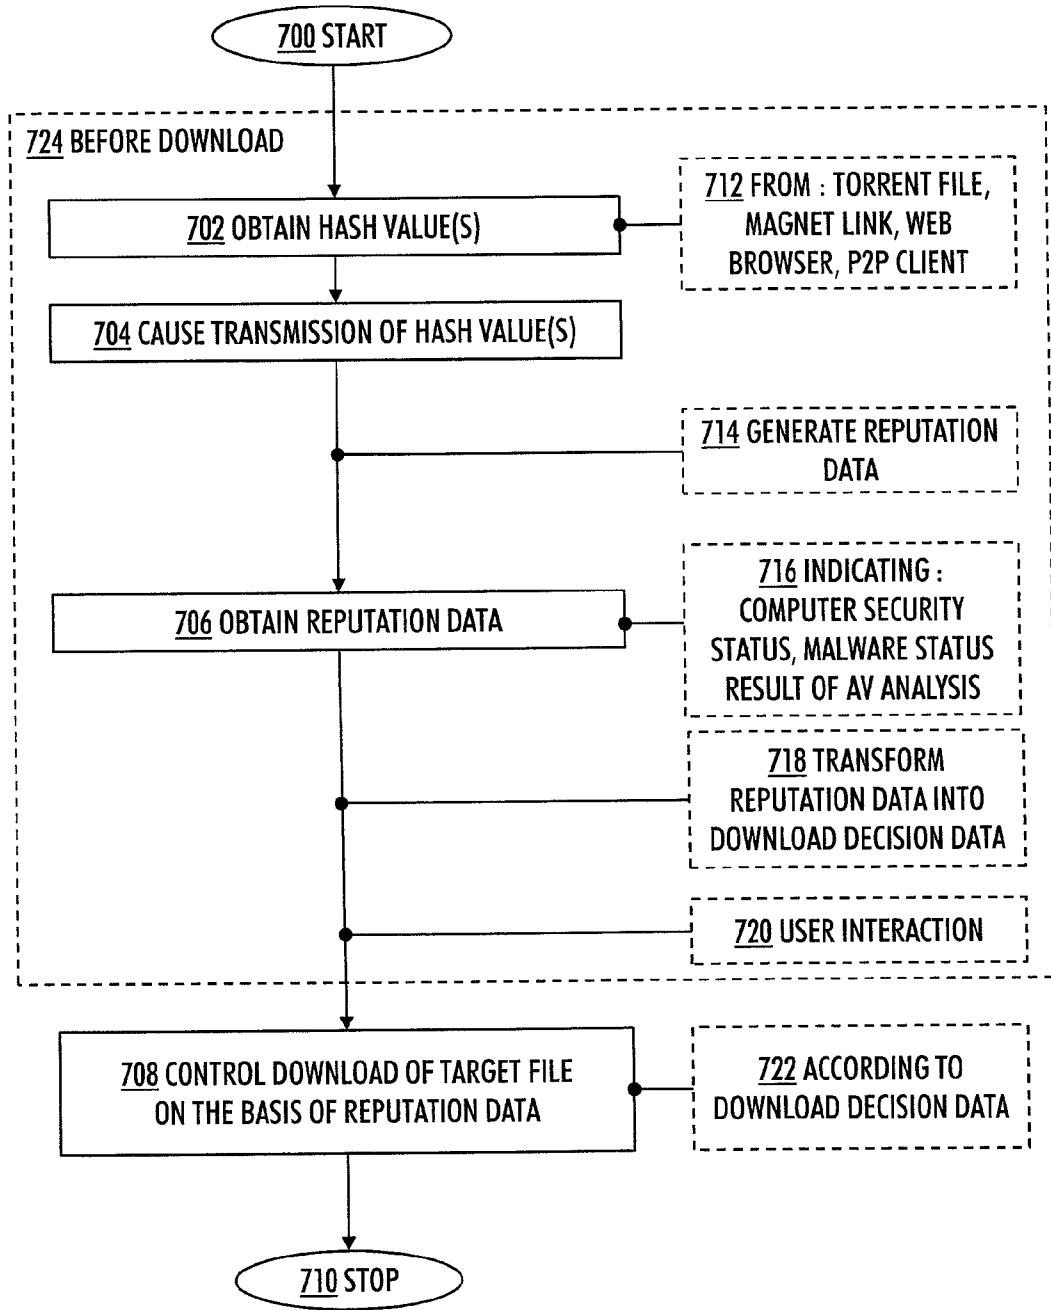 700 START
724 BEFORE DOWNLOAD
702 OBTAIN HASH VALUE(S)
712 FROM : TORRENT FILE,
MAGNET LINK, WEB
BROWSER, P2P CLIENT
704 CAUSE TRANSMISSION OF HASH VALUE(S)
714 GENERATE REPUTATION
DATA
706 OBTAIN REPUTATION DATA
716 INDICATING :
COMPUTER SECURITY
STATUS, MALWARE STATUS
RESULT OF AV ANALYSIS
718 TRANSFORM
REPUTATION DATA INTO
DOWNLOAD DECISION DATA
720 USER INTERACTION
708 CONTROL DOWNLOAD OF TARGET FILE
ON THE BASIS OF REPUTATION DATA
722 ACCORDING TO
DOWNLOAD DECISION DATA
710 STOP